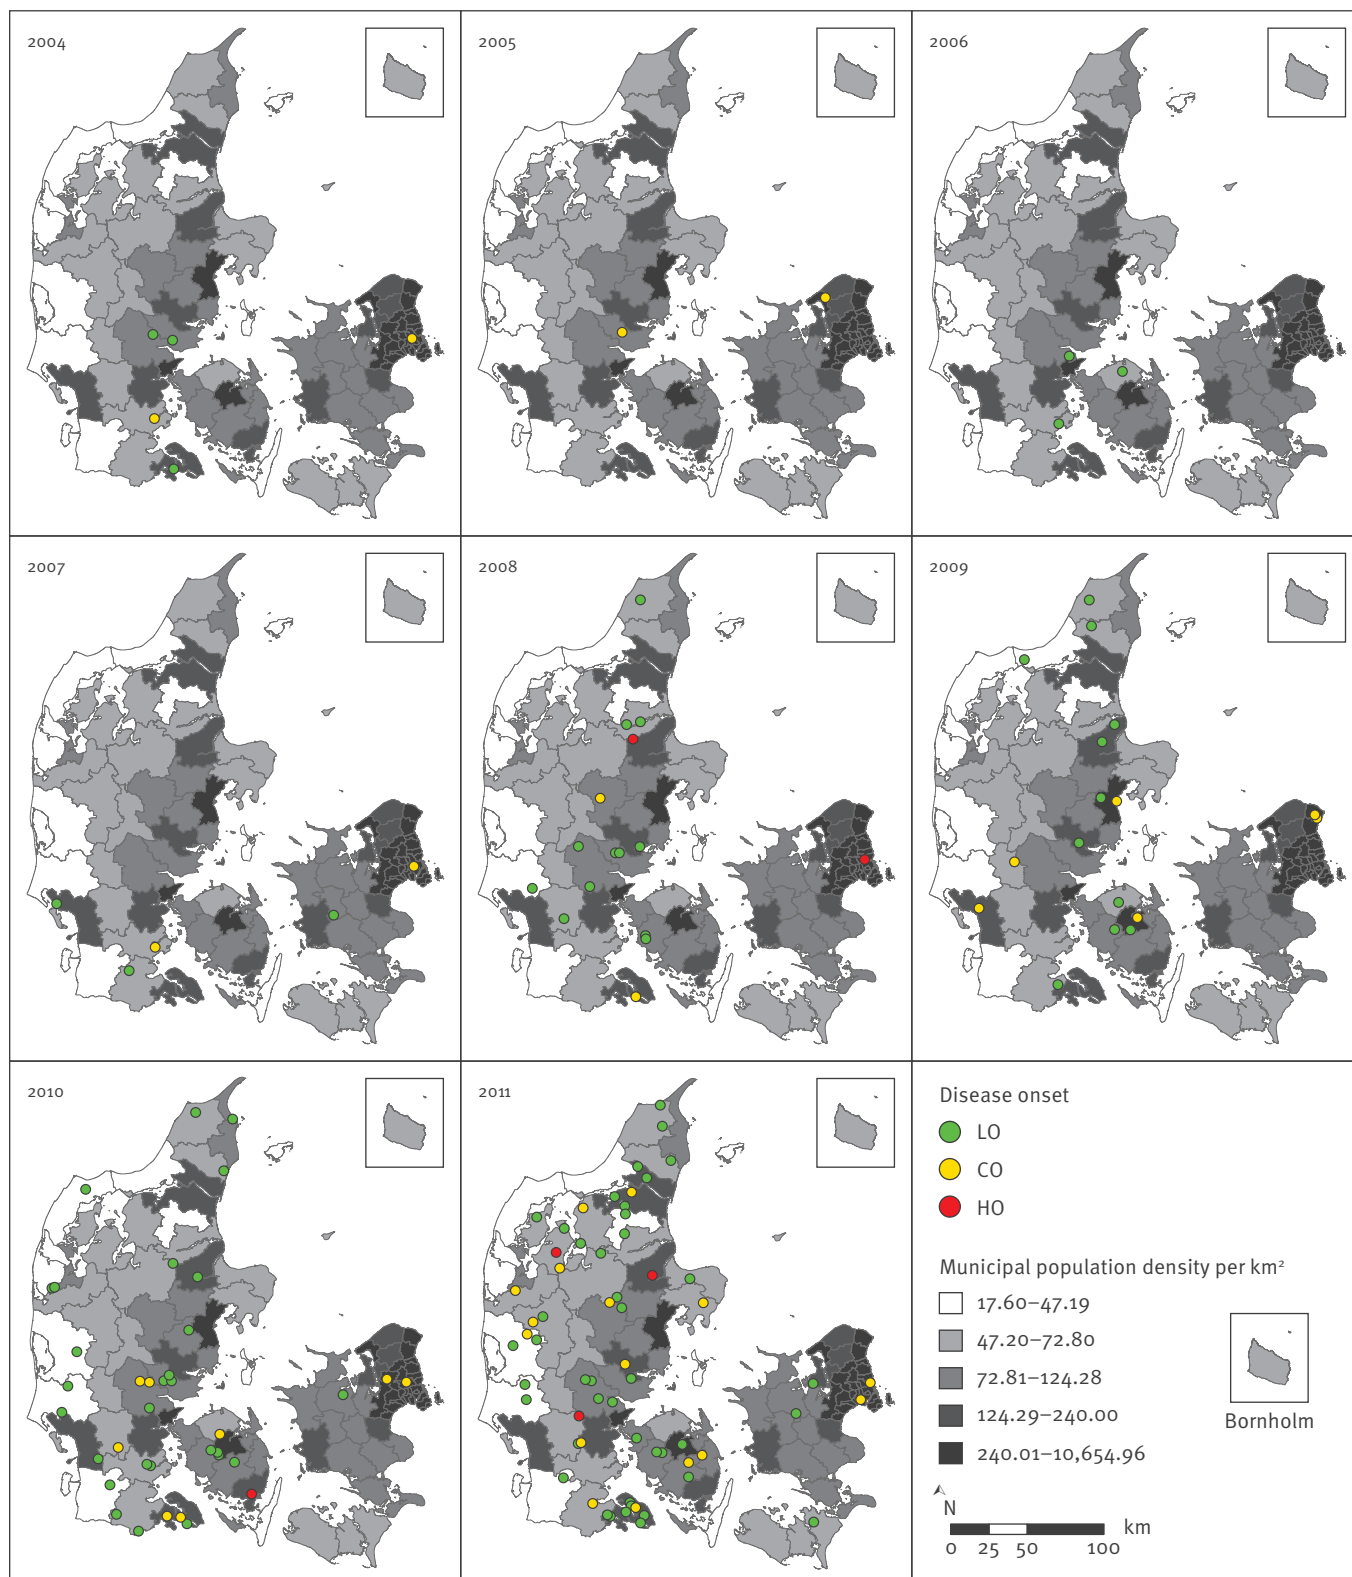 2004
2005
2006
2007
2008
2009
2010
2011
Disease onset
LO
CO
HO
Municipal population density per km²
17.60–47.19
47.20–72.80
72.81–124.28
124.29–240.00
240.01–10,654.96
Bornholm
N
km
0 25 50 100